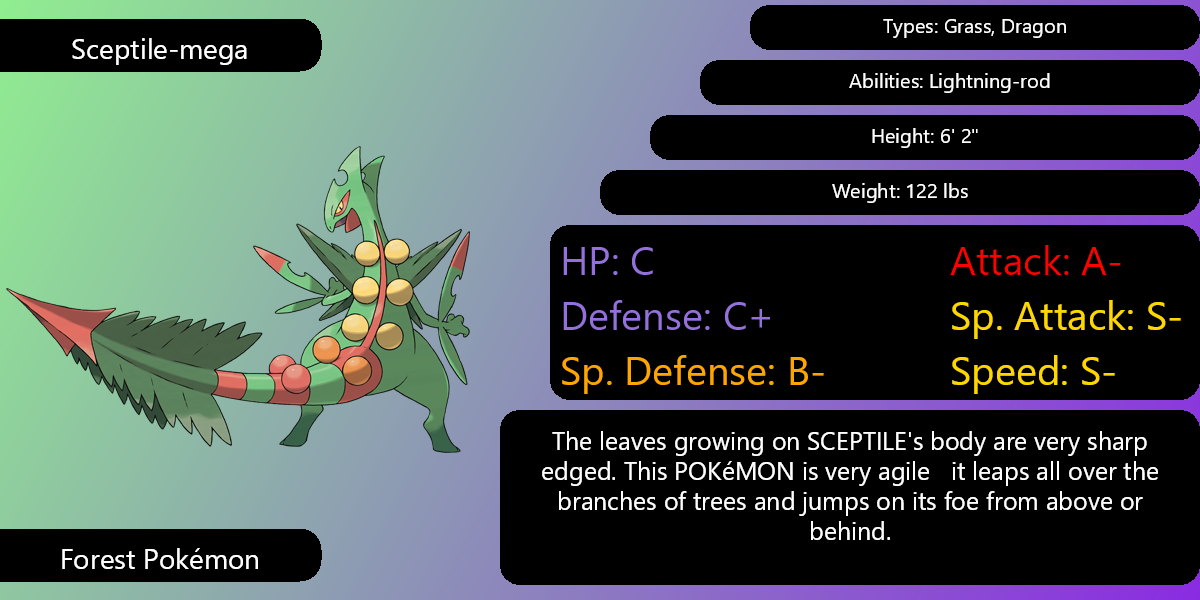 Sceptile-mega
Types: Grass, Dragon
Abilities: Lightning-rod
Height: 6' 2"
Weight: 122 lbs
HP: C
Attack: A-
Defense: C+
Sp. Attack: S-
Sp. Defense: B-
Speed: S-
The leaves growing on SCEPTILE's body are very sharp
edged. This POKéMON is very agile   it leaps all over the
branches of trees and jumps on its foe from above or
behind.
Forest Pokémon